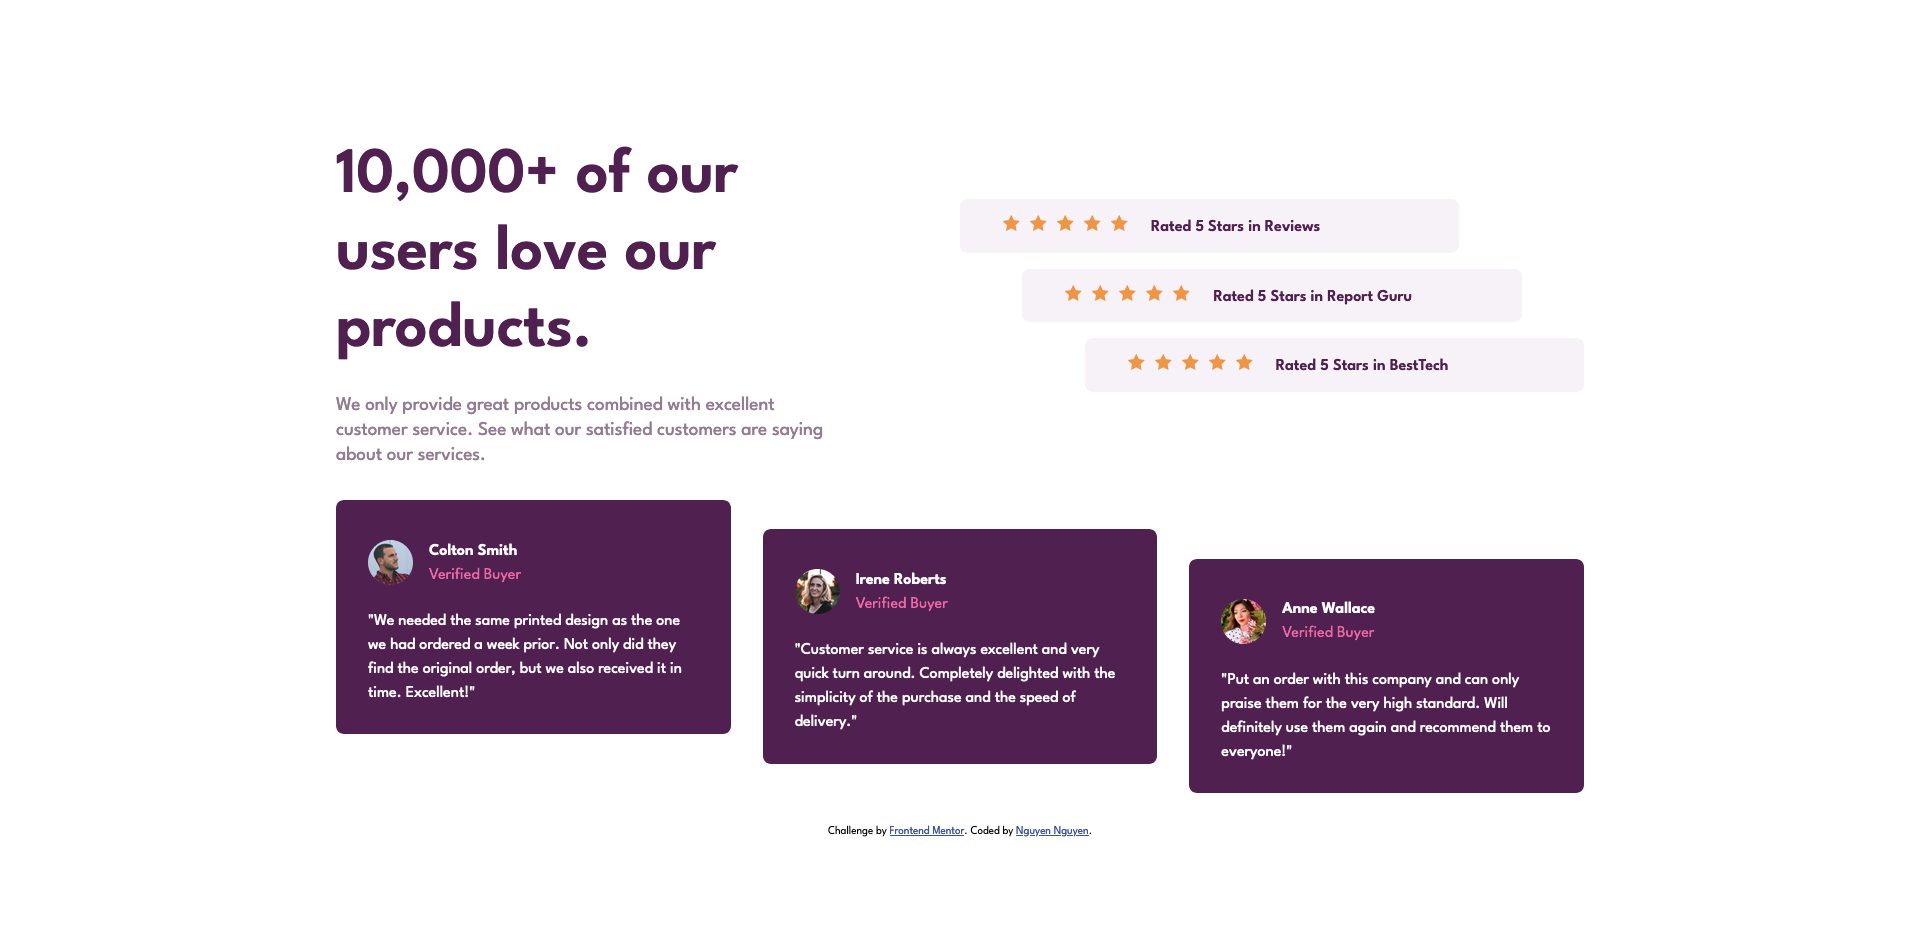 10,000+ of our
users love our
products.
We only provide great products combined with excellent
customer service. See what our satisfied customers are saying
about our services.
Rated 5 Stars in Reviews
Rated 5 Stars in Report Guru
Rated 5 Stars in BestTech
Colton Smith
Verified Buyer
"We needed the same printed design as the one
we had ordered a week prior. Not only did they
find the original order, but we also received it in
time. Excellent!"
Irene Roberts
Verified Buyer
"Customer service is always excellent and very
quick turn around. Completely delighted with the
simplicity of the purchase and the speed of
delivery."
Anne Wallace
Verified Buyer
"Put an order with this company and can only
praise them for the very high standard. Will
definitely use them again and recommend them to
everyone!"
Challenge by Frontend Mentor. Coded by Nguyen Nguyen.